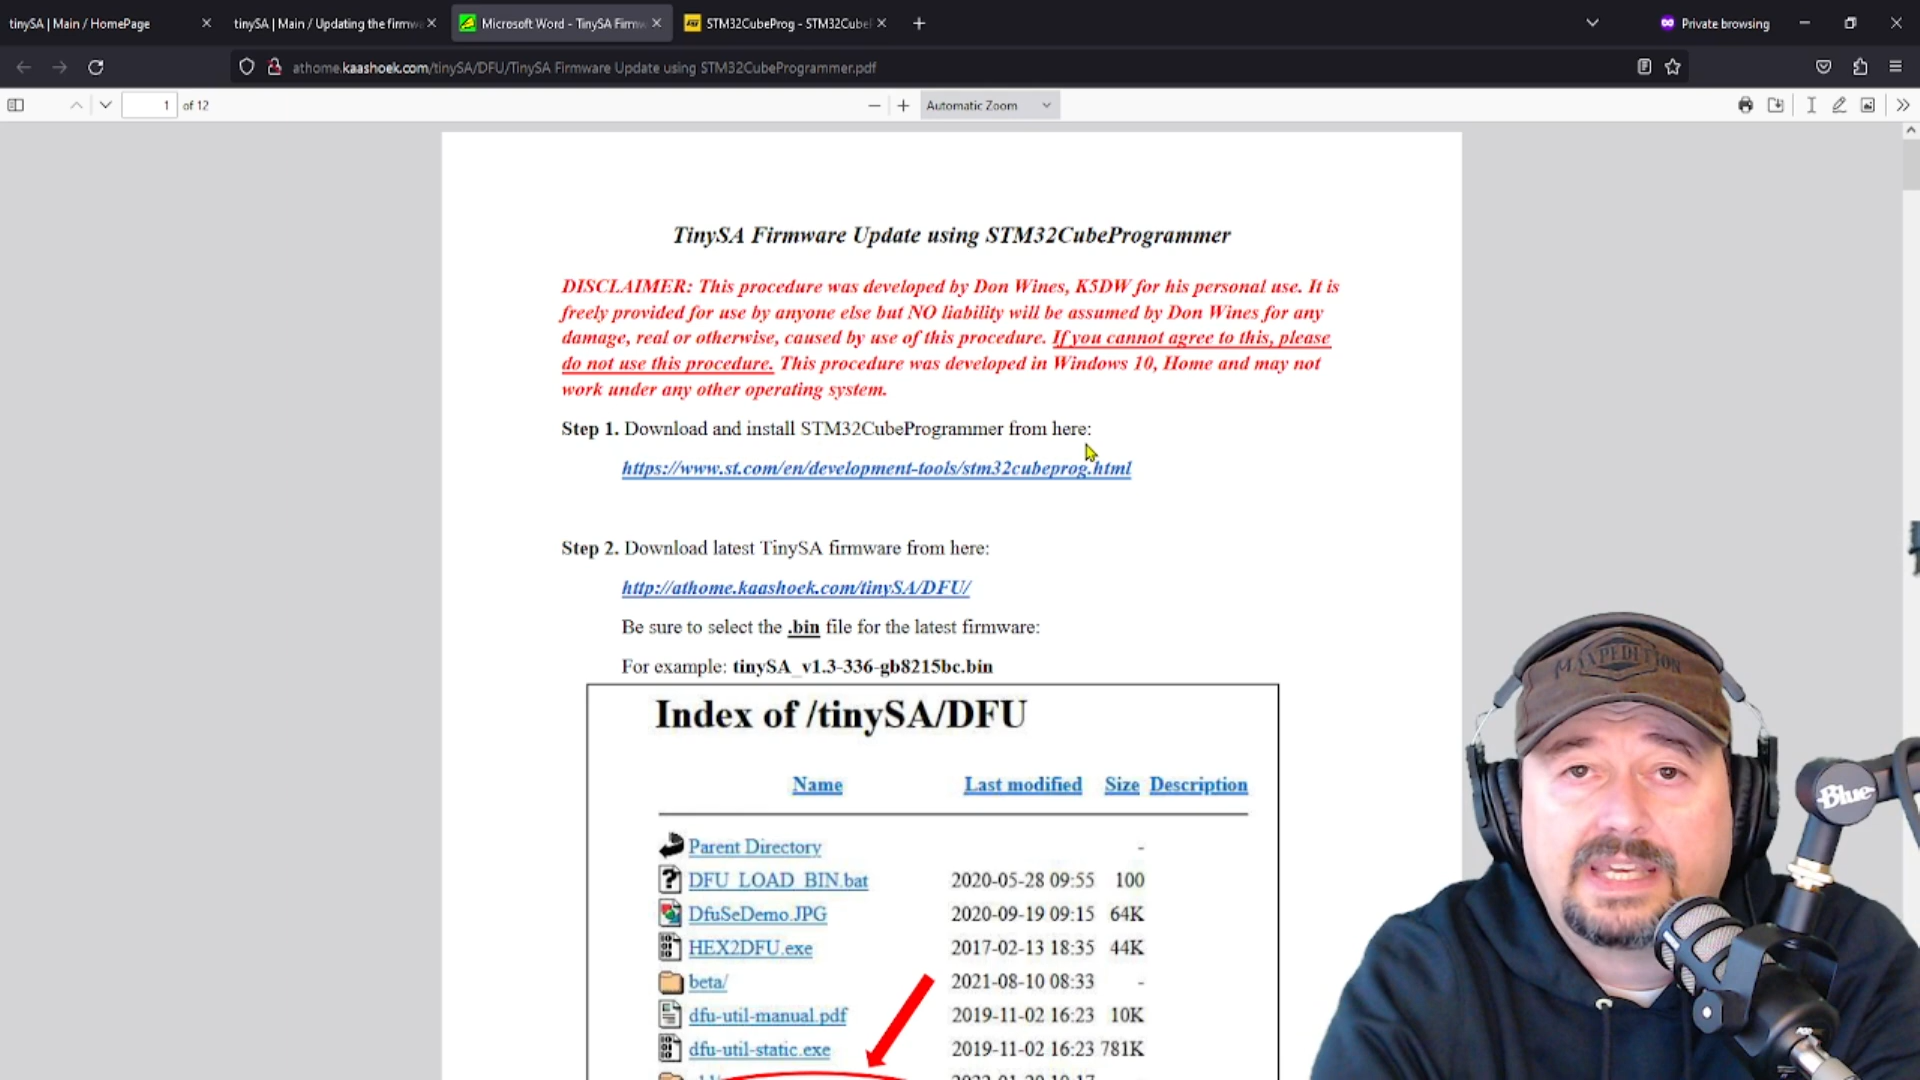 tinySA | Main / HomePage
tinySA | Main / Updating the firmwa
Microsoft Word - TinySA Firmw
STM32CubeProg - STM32Cubel
Private browsing
athome.kaashoek.com/tinySA/DFU/TinySA Firmware Update using STM32CubeProgrammer.pdf
1 of 12
Automatic Zoom
TinySA Firmware Update using STM32CubeProgrammer
DISCLAIMER: This procedure was developed by Don Wines, K5DW for his personal use. It is
freely provided for use by anyone else but NO liability will be assumed by Don Wines for any
damage, real or otherwise, caused by use of this procedure. If you cannot agree to this, please
do not use this procedure. This procedure was developed in Windows 10, Home and may not
work under any other operating system.
Step 1. Download and install STM32CubeProgrammer from here:
https://www.st.com/en/development-tools/stm32cubeprog.html
Step 2. Download latest TinySA firmware from here:
http://athome.kaashoek.com/tinySA/DFU/
Be sure to select the .bin file for the latest firmware:
For example: tinySA_v1.3-336-gb8215bc.bin
Index of /tinySA/DFU
Name Last modified Size Description
Parent Directory -
DFU_LOAD_BIN.bat 2020-05-28 09:55 100
DfuSeDemo.JPG 2020-09-19 09:15 64K
HEX2DFU.exe 2017-02-13 18:35 44K
beta/ 2021-08-10 08:33 -
dfu-util-manual.pdf 2019-11-02 16:23 10K
dfu-util-static.exe 2019-11-02 16:23 781K
MAXPEDITION
Blue